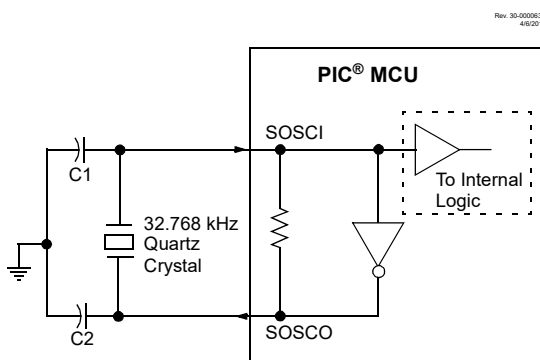 Rev. 30-000063
4/6/201
PIC® MCU
SOSCI
C1
To Internal
Logic
32.768 kHz
Quartz
Crystal
C2
SOSCO